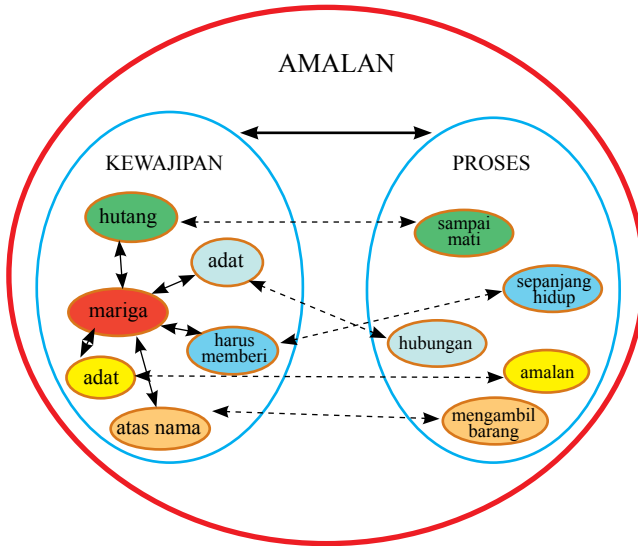 AMALAN
KEWAJIPAN
hutang
adat
mariga
harus
memberi
adat
atas nama
PROSES
sampai
mati
sepanjang
hidup
hubungan
amalan
mengambil
barang